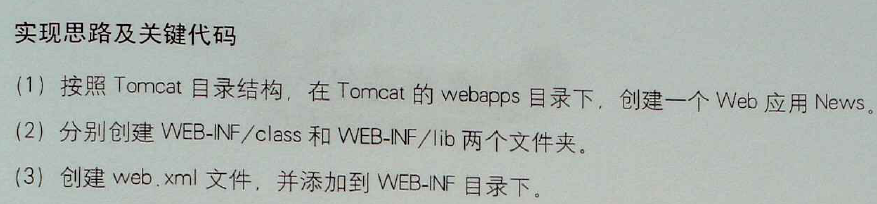 实现思路及关键代码
(1) 按照 Tomcat 目录结构，在 Tomcat 的 webapps 目录下，创建一个 Web 应用 News。
(2) 分别创建 WEB-INF/class 和 WEB-INF/lib 两个文件夹。
(3) 创建 web.xml 文件，并添加到 WEB-INF 目录下。